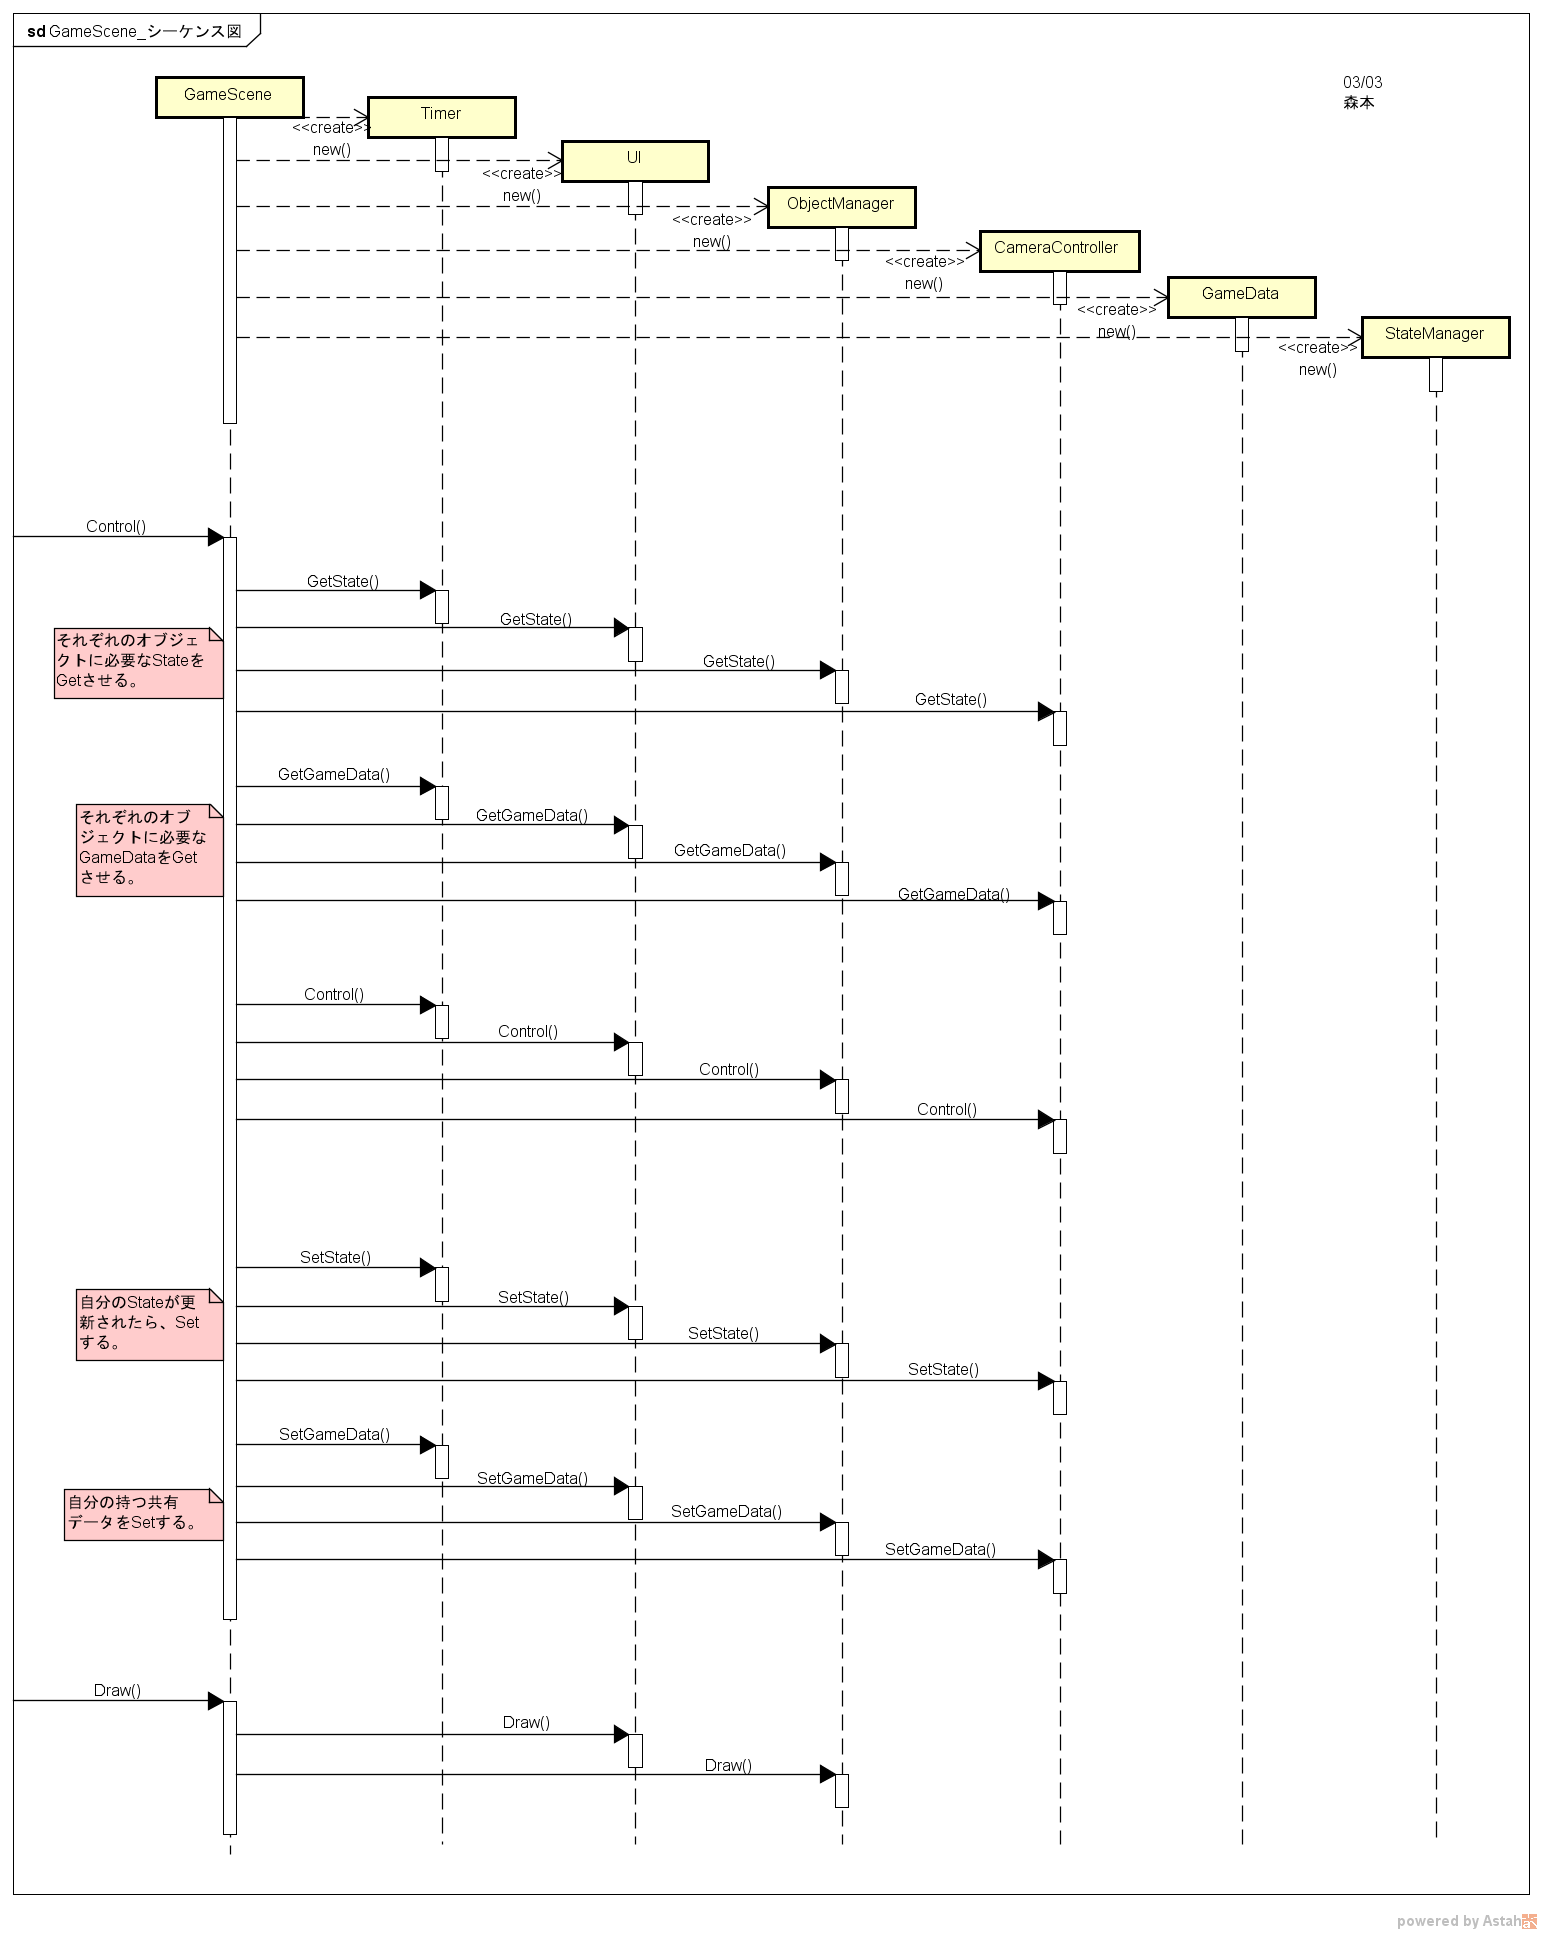 sd GameScene_シーケンス図
03/03
森本
GameScene
Timer
<<create>>
new()
UI
<<create>>
new()
ObjectManager
<<create>>
new()
CameraController
<<create>>
new()
GameData
<<create>>
new()
StateManager
<<create>>
new()
Control()
GetState()
GetState()
それぞれのオブジェ
クトに必要なStateを
Getさせる。
GetState()
GetState()
GetGameData()
GetGameData()
それぞれのオブ
ジェクトに必要な
GameDataをGet
させる。
GetGameData()
GetGameData()
Control()
Control()
Control()
Control()
SetState()
SetState()
自分のStateが更
新されたら、Set
する。
SetState()
SetState()
SetGameData()
SetGameData()
自分の持つ共有
データをSetする。
SetGameData()
SetGameData()
Draw()
Draw()
Draw()
powered by Astah